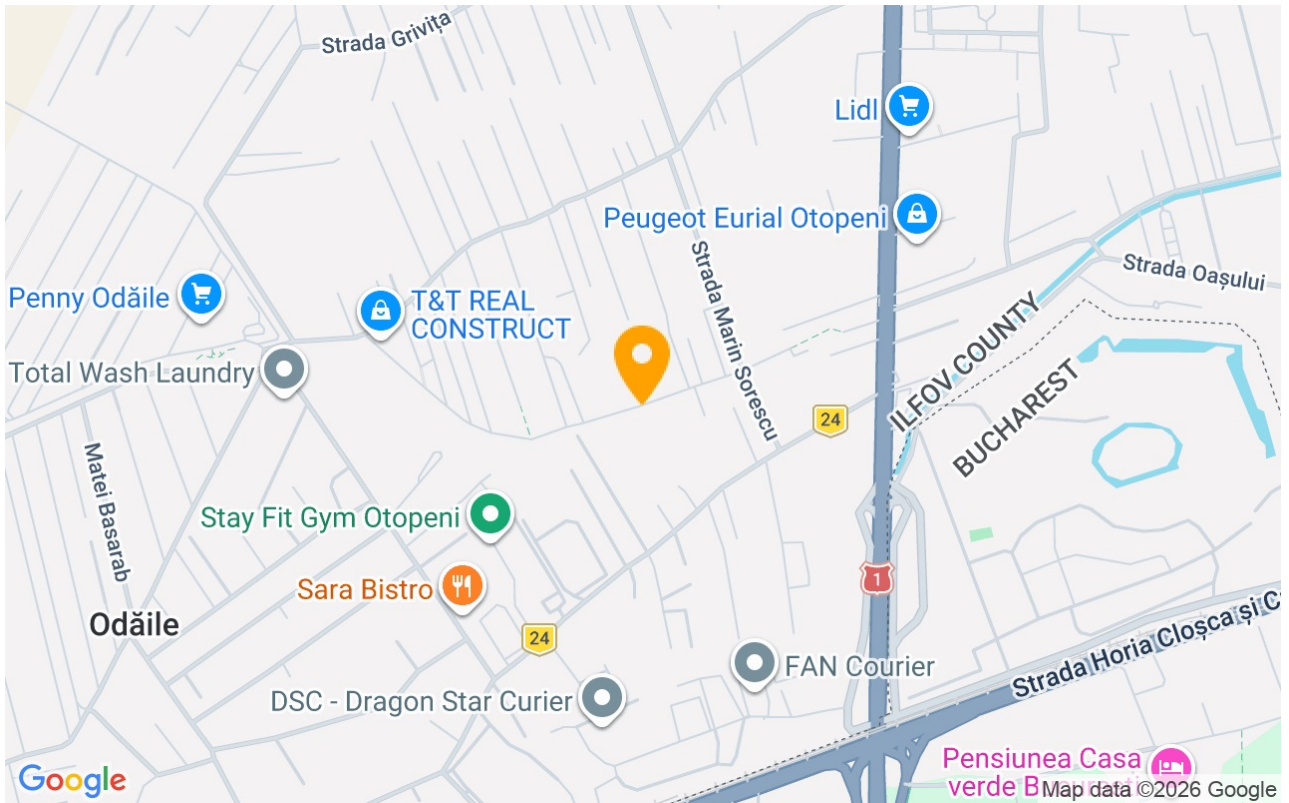 Strada Grivița
Lidl
Peugeot Eurial Otopeni
Strada Marin Sorescu
Strada Oașului
Penny Odăile
T&T REAL
CONSTRUCT
Total Wash Laundry
ILFOV COUNTY
BUCHAREST
24
Matei Basarab
Stay Fit Gym Otopeni
Sara Bistro
1
Odăile
24
FAN Courier
Strada Horia Cloșca și C
DSC - Dragon Star Curier
Pensiunea Casa
verde
Google
Map data ©2026 Google